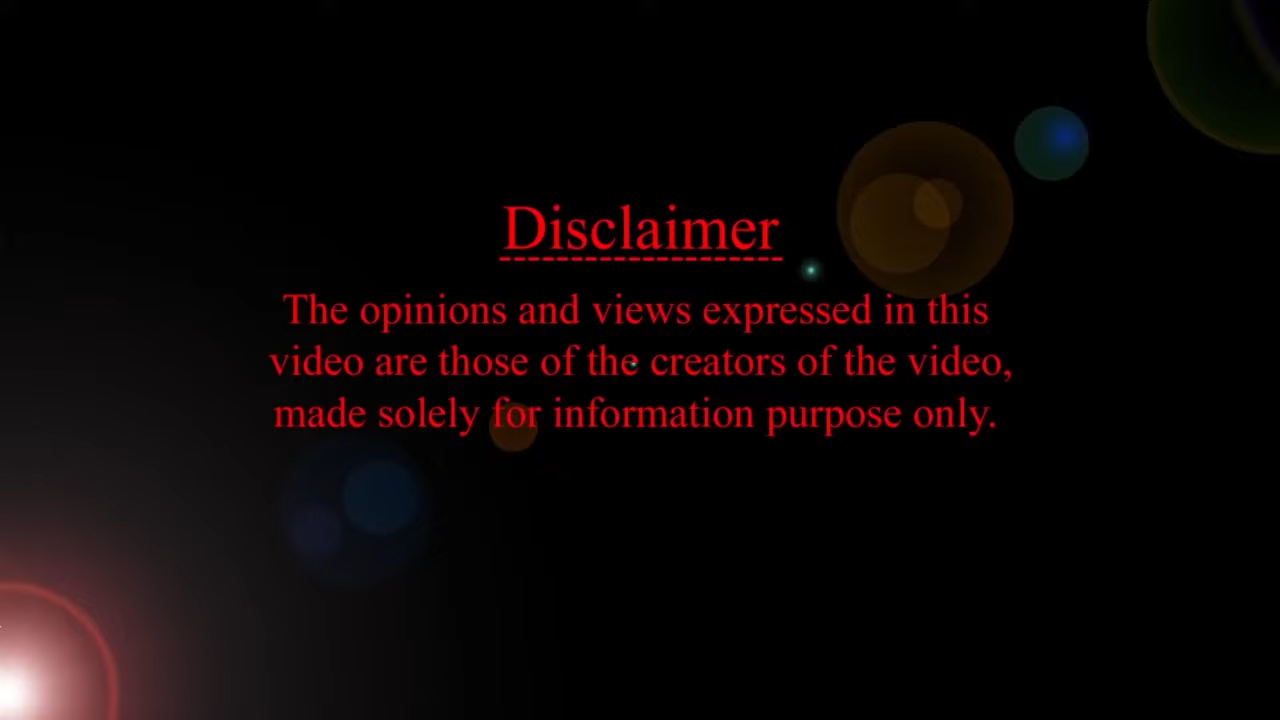 Disclaimer
The opinions and views expressed in this
video are those of the creators of the video,
made solely for information purpose only.